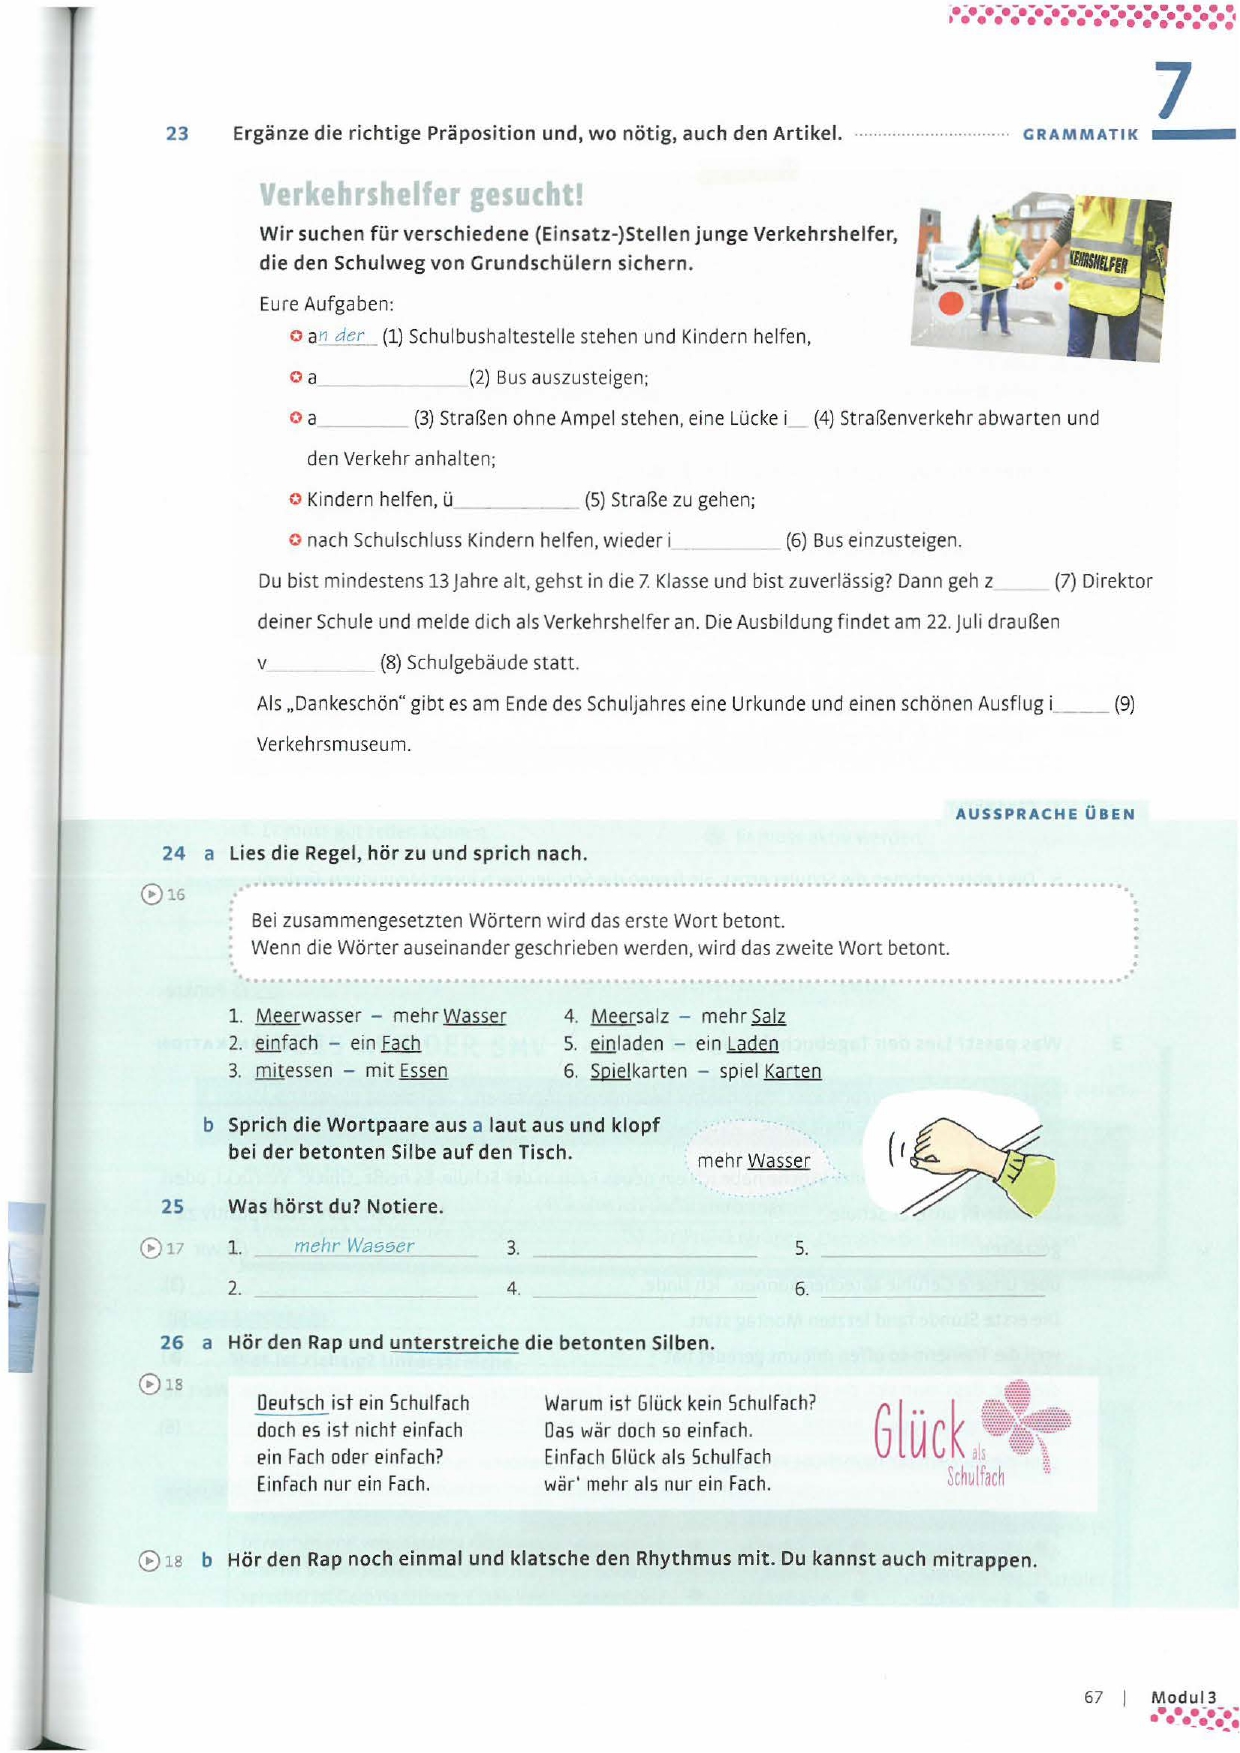 7
23 Ergänze die richtige Präposition und, wo nötig, auch den Artikel. GRAMMATIK
Verkehrshelfer gesucht!
Wir suchen für verschiedene (Einsatz-)Stellen junge Verkehrshelfer,
die den Schulweg von Grundschülern sichern.
Eure Aufgaben:
an der (1) Schulbushaltestelle stehen und Kindern helfen,
a____ (2) Bus auszusteigen;
a____ (3) Straßen ohne Ampel stehen, eine Lücke i__ (4) Straßenverkehr abwarten und
den Verkehr anhalten;
Kindern helfen, ü____ (5) Straße zu gehen;
nach Schulschluss Kindern helfen, wieder i____ (6) Bus einzusteigen.
Du bist mindestens 13 Jahre alt, gehst in die 7. Klasse und bist zuverlässig? Dann geh z____ (7) Direktor
deiner Schule und melde dich als Verkehrshelfer an. Die Ausbildung findet am 22. Juli draußen
v____ (8) Schulgebäude statt.
Als „Dankeschön" gibt es am Ende des Schuljahres eine Urkunde und einen schönen Ausflug i____ (9)
Verkehrsmuseum.
AUSSPRACHE ÜBEN
24 a Lies die Regel, hör zu und sprich nach.
16
Bei zusammengesetzten Wörtern wird das erste Wort betont.
Wenn die Wörter auseinander geschrieben werden, wird das zweite Wort betont.
1. Meerwasser – mehr Wasser 4. Meersalz – mehr Salz
2. einfach – ein Fach 5. einladen – ein Laden
3. mitessen – mit Essen 6. Spielkarten – spiel Karten
b Sprich die Wortpaare aus a laut aus und klopf
bei der betonten Silbe auf den Tisch.
mehr Wasser
25 Was hörst du? Notiere.
17 1. mehr Wasser 3. ____ 5. ____
2. ____ 4. ____ 6. ____
26 a Hör den Rap und unterstreiche die betonten Silben.
18
Deutsch ist ein Schulfach
doch es ist nicht einfach
ein Fach oder einfach?
Einfach nur ein Fach.
Warum ist Glück kein Schulfach?
Das wär doch so einfach.
Einfach Glück als Schulfach
wär' mehr als nur ein Fach.
Glück als
Schulfach
18 b Hör den Rap noch einmal und klatsche den Rhythmus mit. Du kannst auch mitrappen.
67 | Modul 3